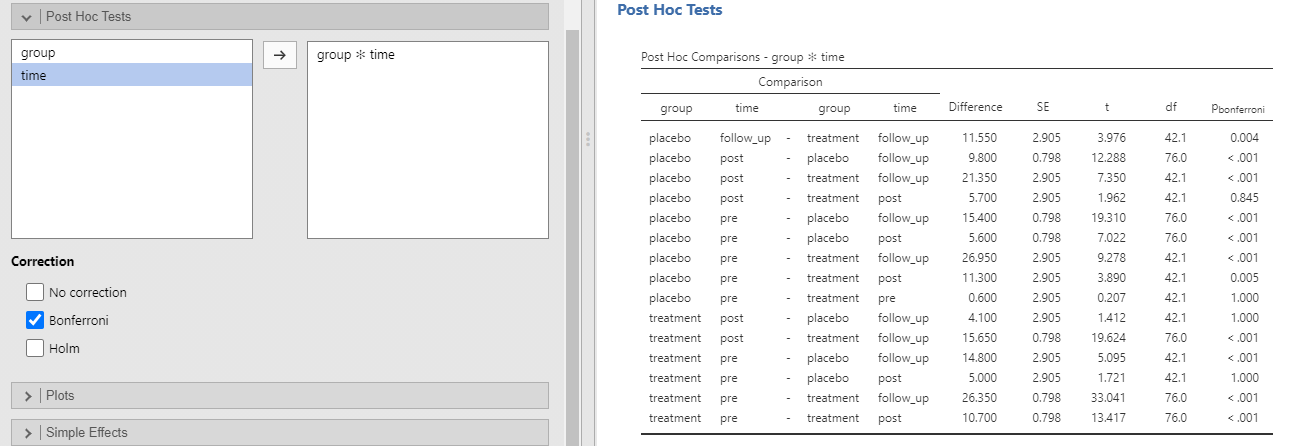 Post Hoc Tests
group
time
→
group ✻ time
Correction
No correction
Bonferroni
Holm
Plots
Simple Effects
Post Hoc Tests
Post Hoc Comparisons - group ✻ time
Comparison
group time group time Difference SE t df pbonferroni
placebo follow_up - treatment follow_up 11.550 2.905 3.976 42.1 0.004
placebo post - placebo follow_up 9.800 0.798 12.288 76.0 < .001
placebo post - treatment follow_up 21.350 2.905 7.350 42.1 < .001
placebo post - treatment post 5.700 2.905 1.962 42.1 0.845
placebo pre - placebo follow_up 15.400 0.798 19.310 76.0 < .001
placebo pre - placebo post 5.600 0.798 7.022 76.0 < .001
placebo pre - treatment follow_up 26.950 2.905 9.278 42.1 < .001
placebo pre - treatment post 11.300 2.905 3.890 42.1 0.005
placebo pre - treatment pre 0.600 2.905 0.207 42.1 1.000
treatment post - placebo follow_up 4.100 2.905 1.412 42.1 1.000
treatment post - treatment follow_up 15.650 0.798 19.624 76.0 < .001
treatment pre - placebo follow_up 14.800 2.905 5.095 42.1 < .001
treatment pre - placebo post 5.000 2.905 1.721 42.1 1.000
treatment pre - treatment follow_up 26.350 0.798 33.041 76.0 < .001
treatment pre - treatment post 10.700 0.798 13.417 76.0 < .001